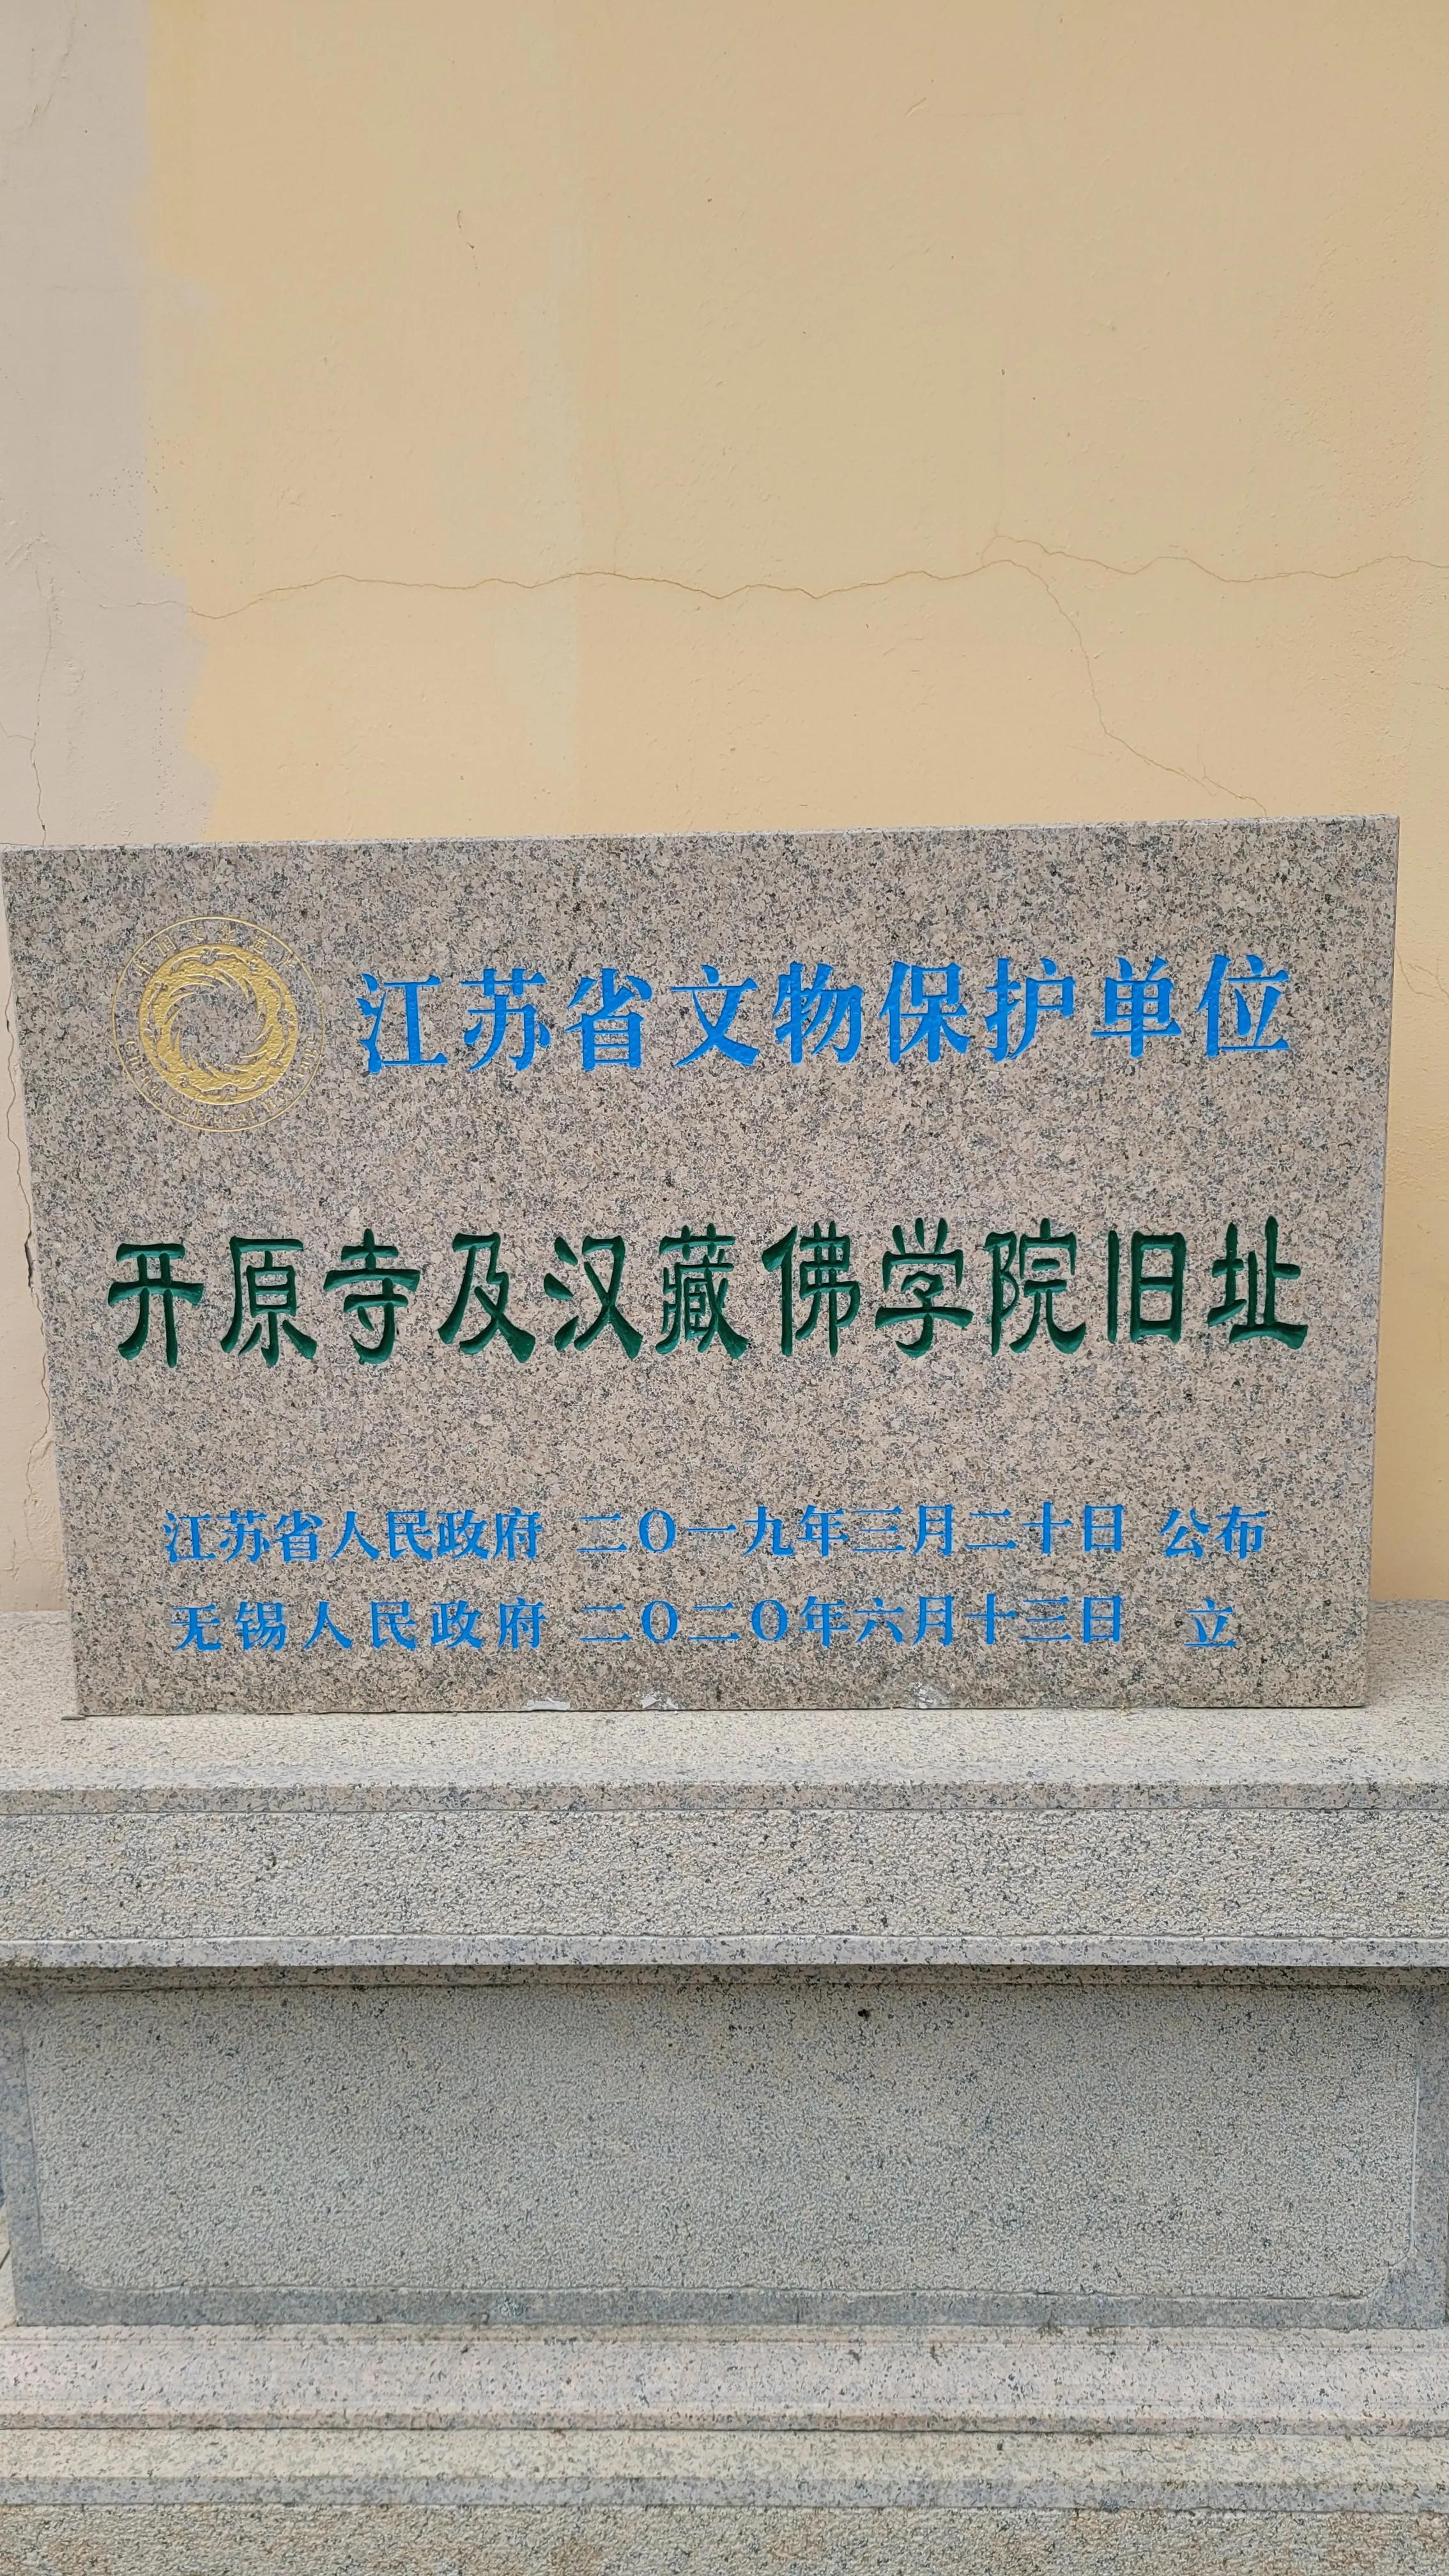 江苏省文物保护单位
开原寺及汉藏佛学院旧址
江苏省人民政府 二〇一九年三月二十日 公布
无锡人民政府 二〇二〇年六月十三日 立